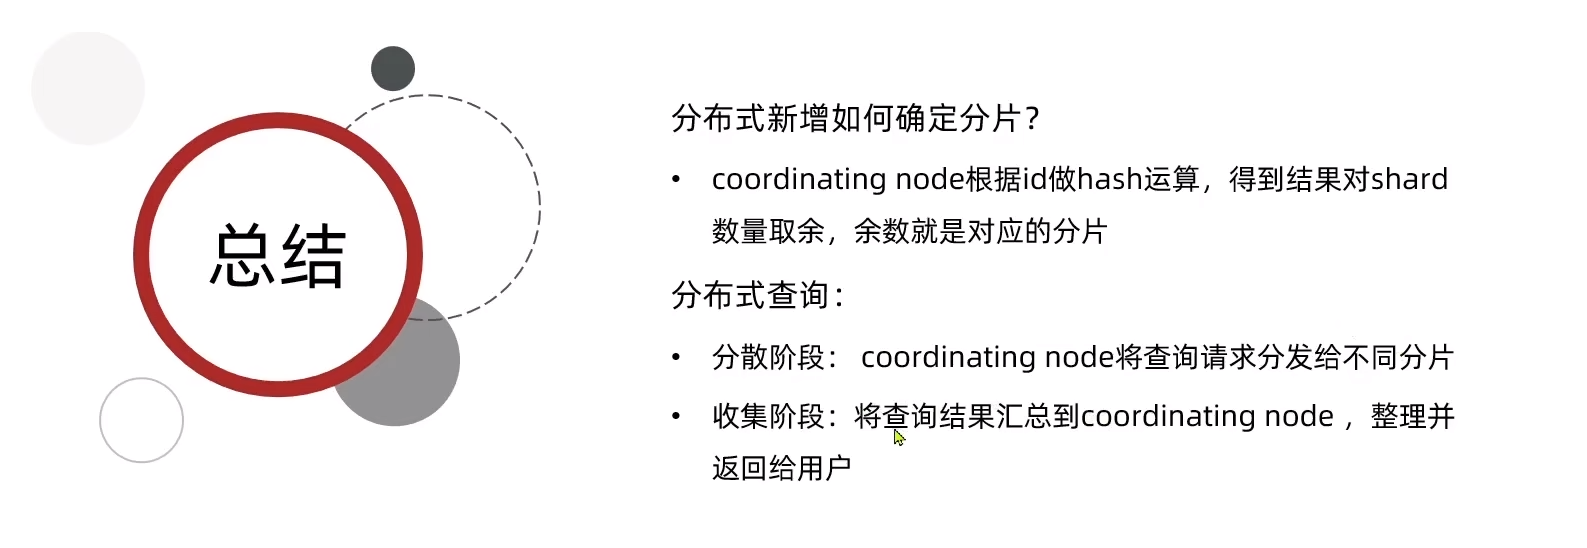 总结
分布式新增如何确定分片？
• coordinating node根据id做hash运算，得到结果对shard
数量取余，余数就是对应的分片
分布式查询：
• 分散阶段： coordinating node将查询请求分发给不同分片
• 收集阶段：将查询结果汇总到coordinating node ，整理并
返回给用户